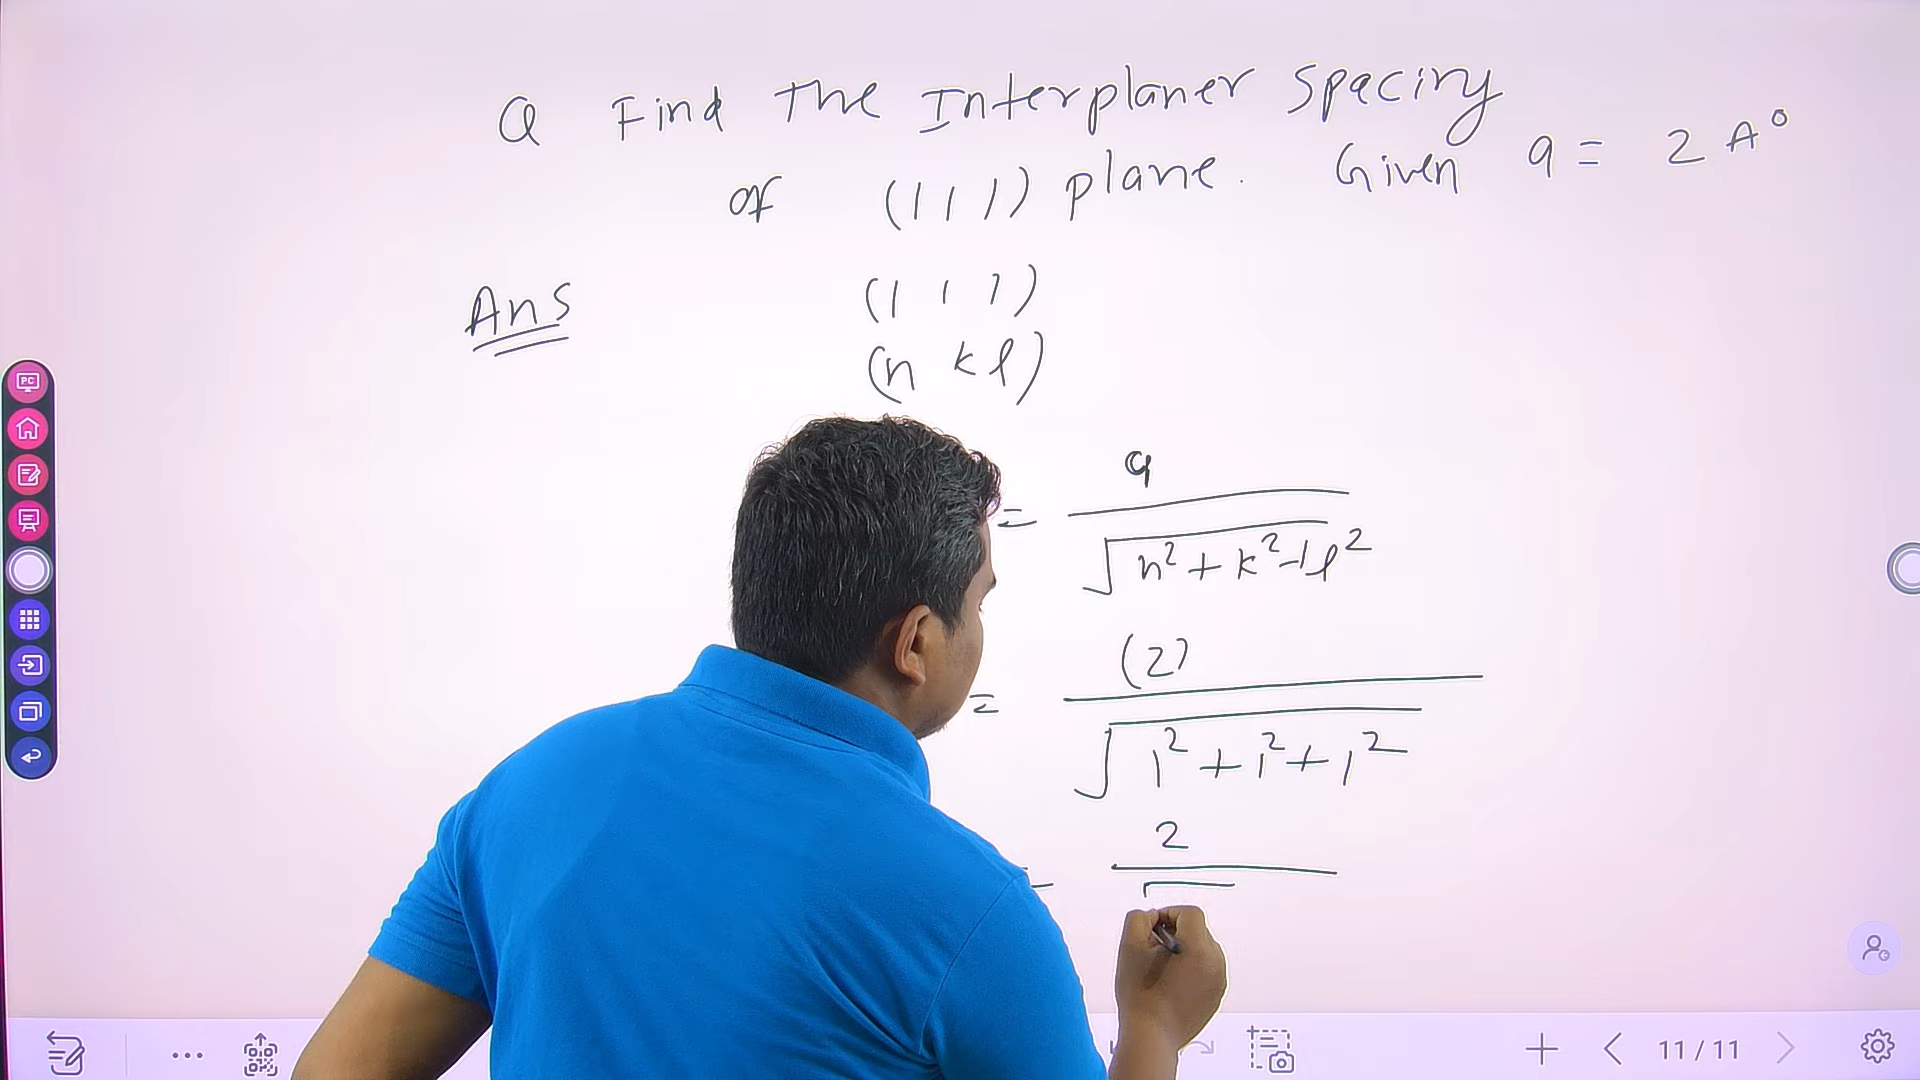 Q Find The Interplaner Spacing
of (111) plane. Given a = 2 A°
Ans (1 1 1)
(h k l)
= a / √h² + k² + l²
= (2) / √1² + 1² + 1²
= 2 / √
11 / 11
PC